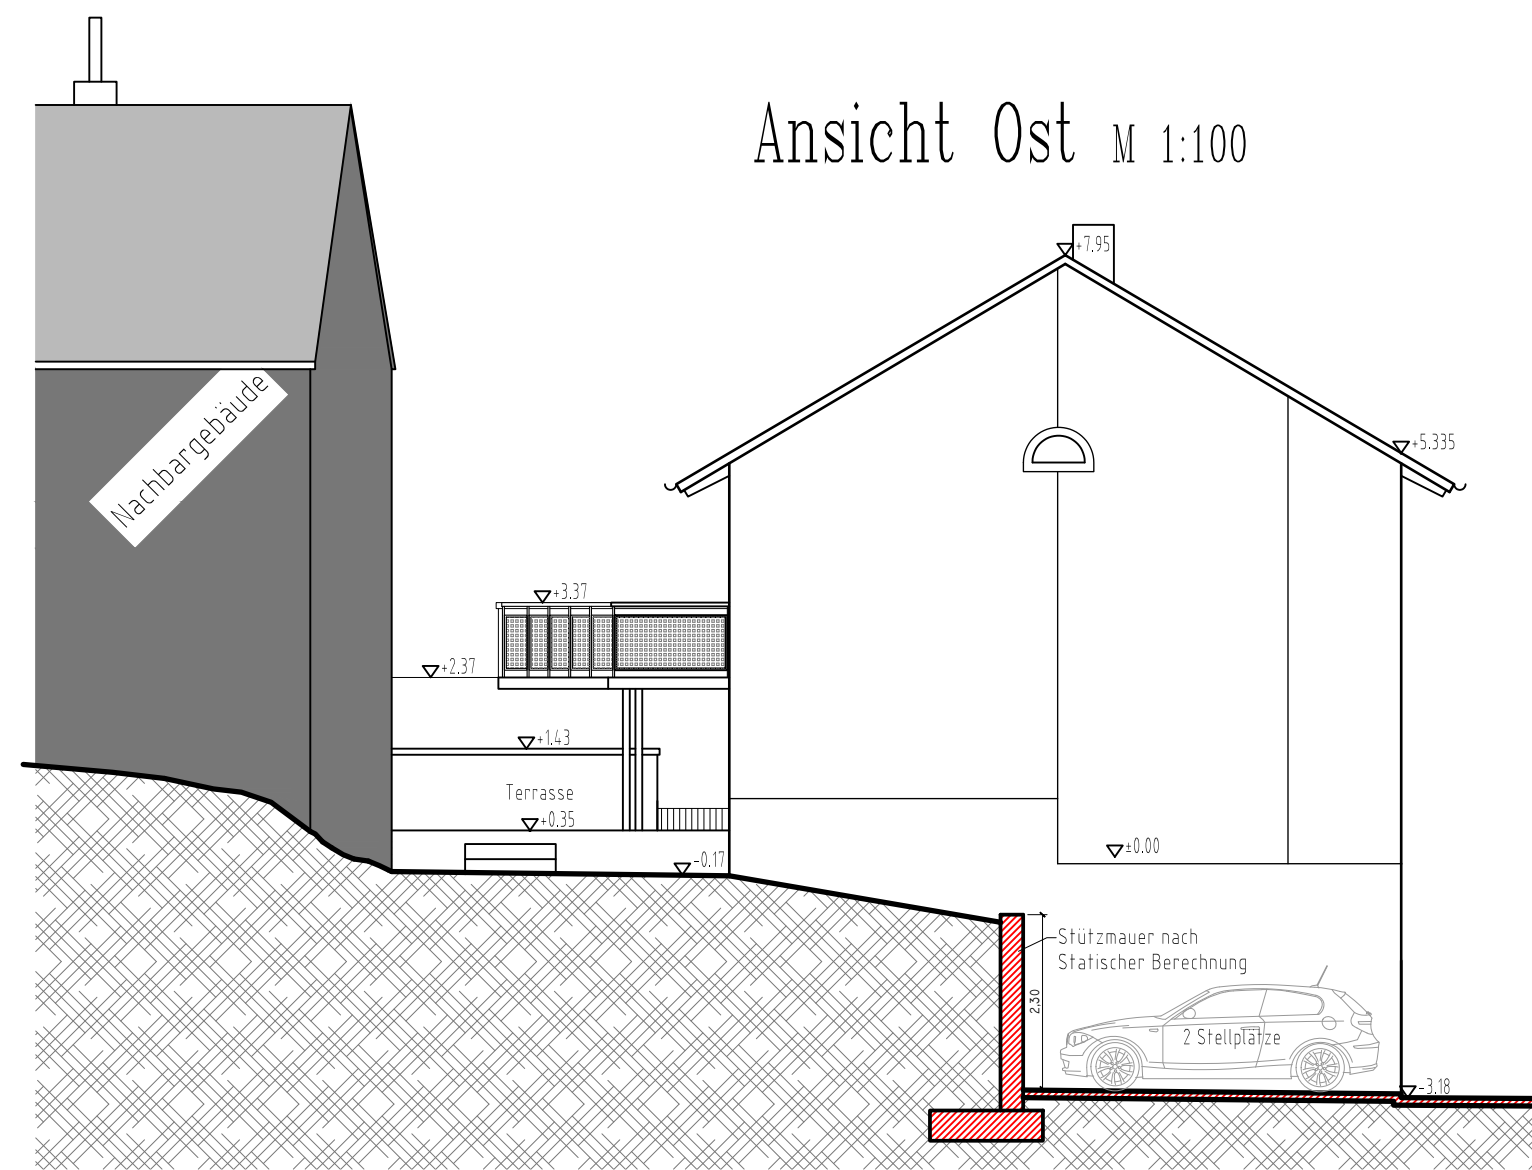 Ansicht Ost M 1:100
+7.95
Nachbargebäude
+5.335
+3.37
+2.37
+1.43
Terrasse
+0.35
±0.00
-0.17
Stützmauer nach
Statischer Berechnung
2,30
2 Stellplätze
-3.18